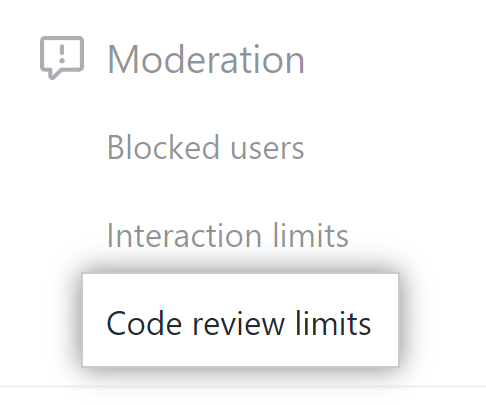 Moderation
Blocked users
Interaction limits
Code review limits